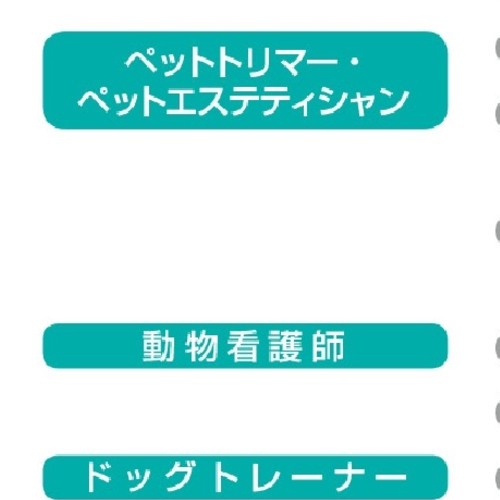 ペットトリマー・
ペットエステティシャン
動物看護師
ドッグトレーナー